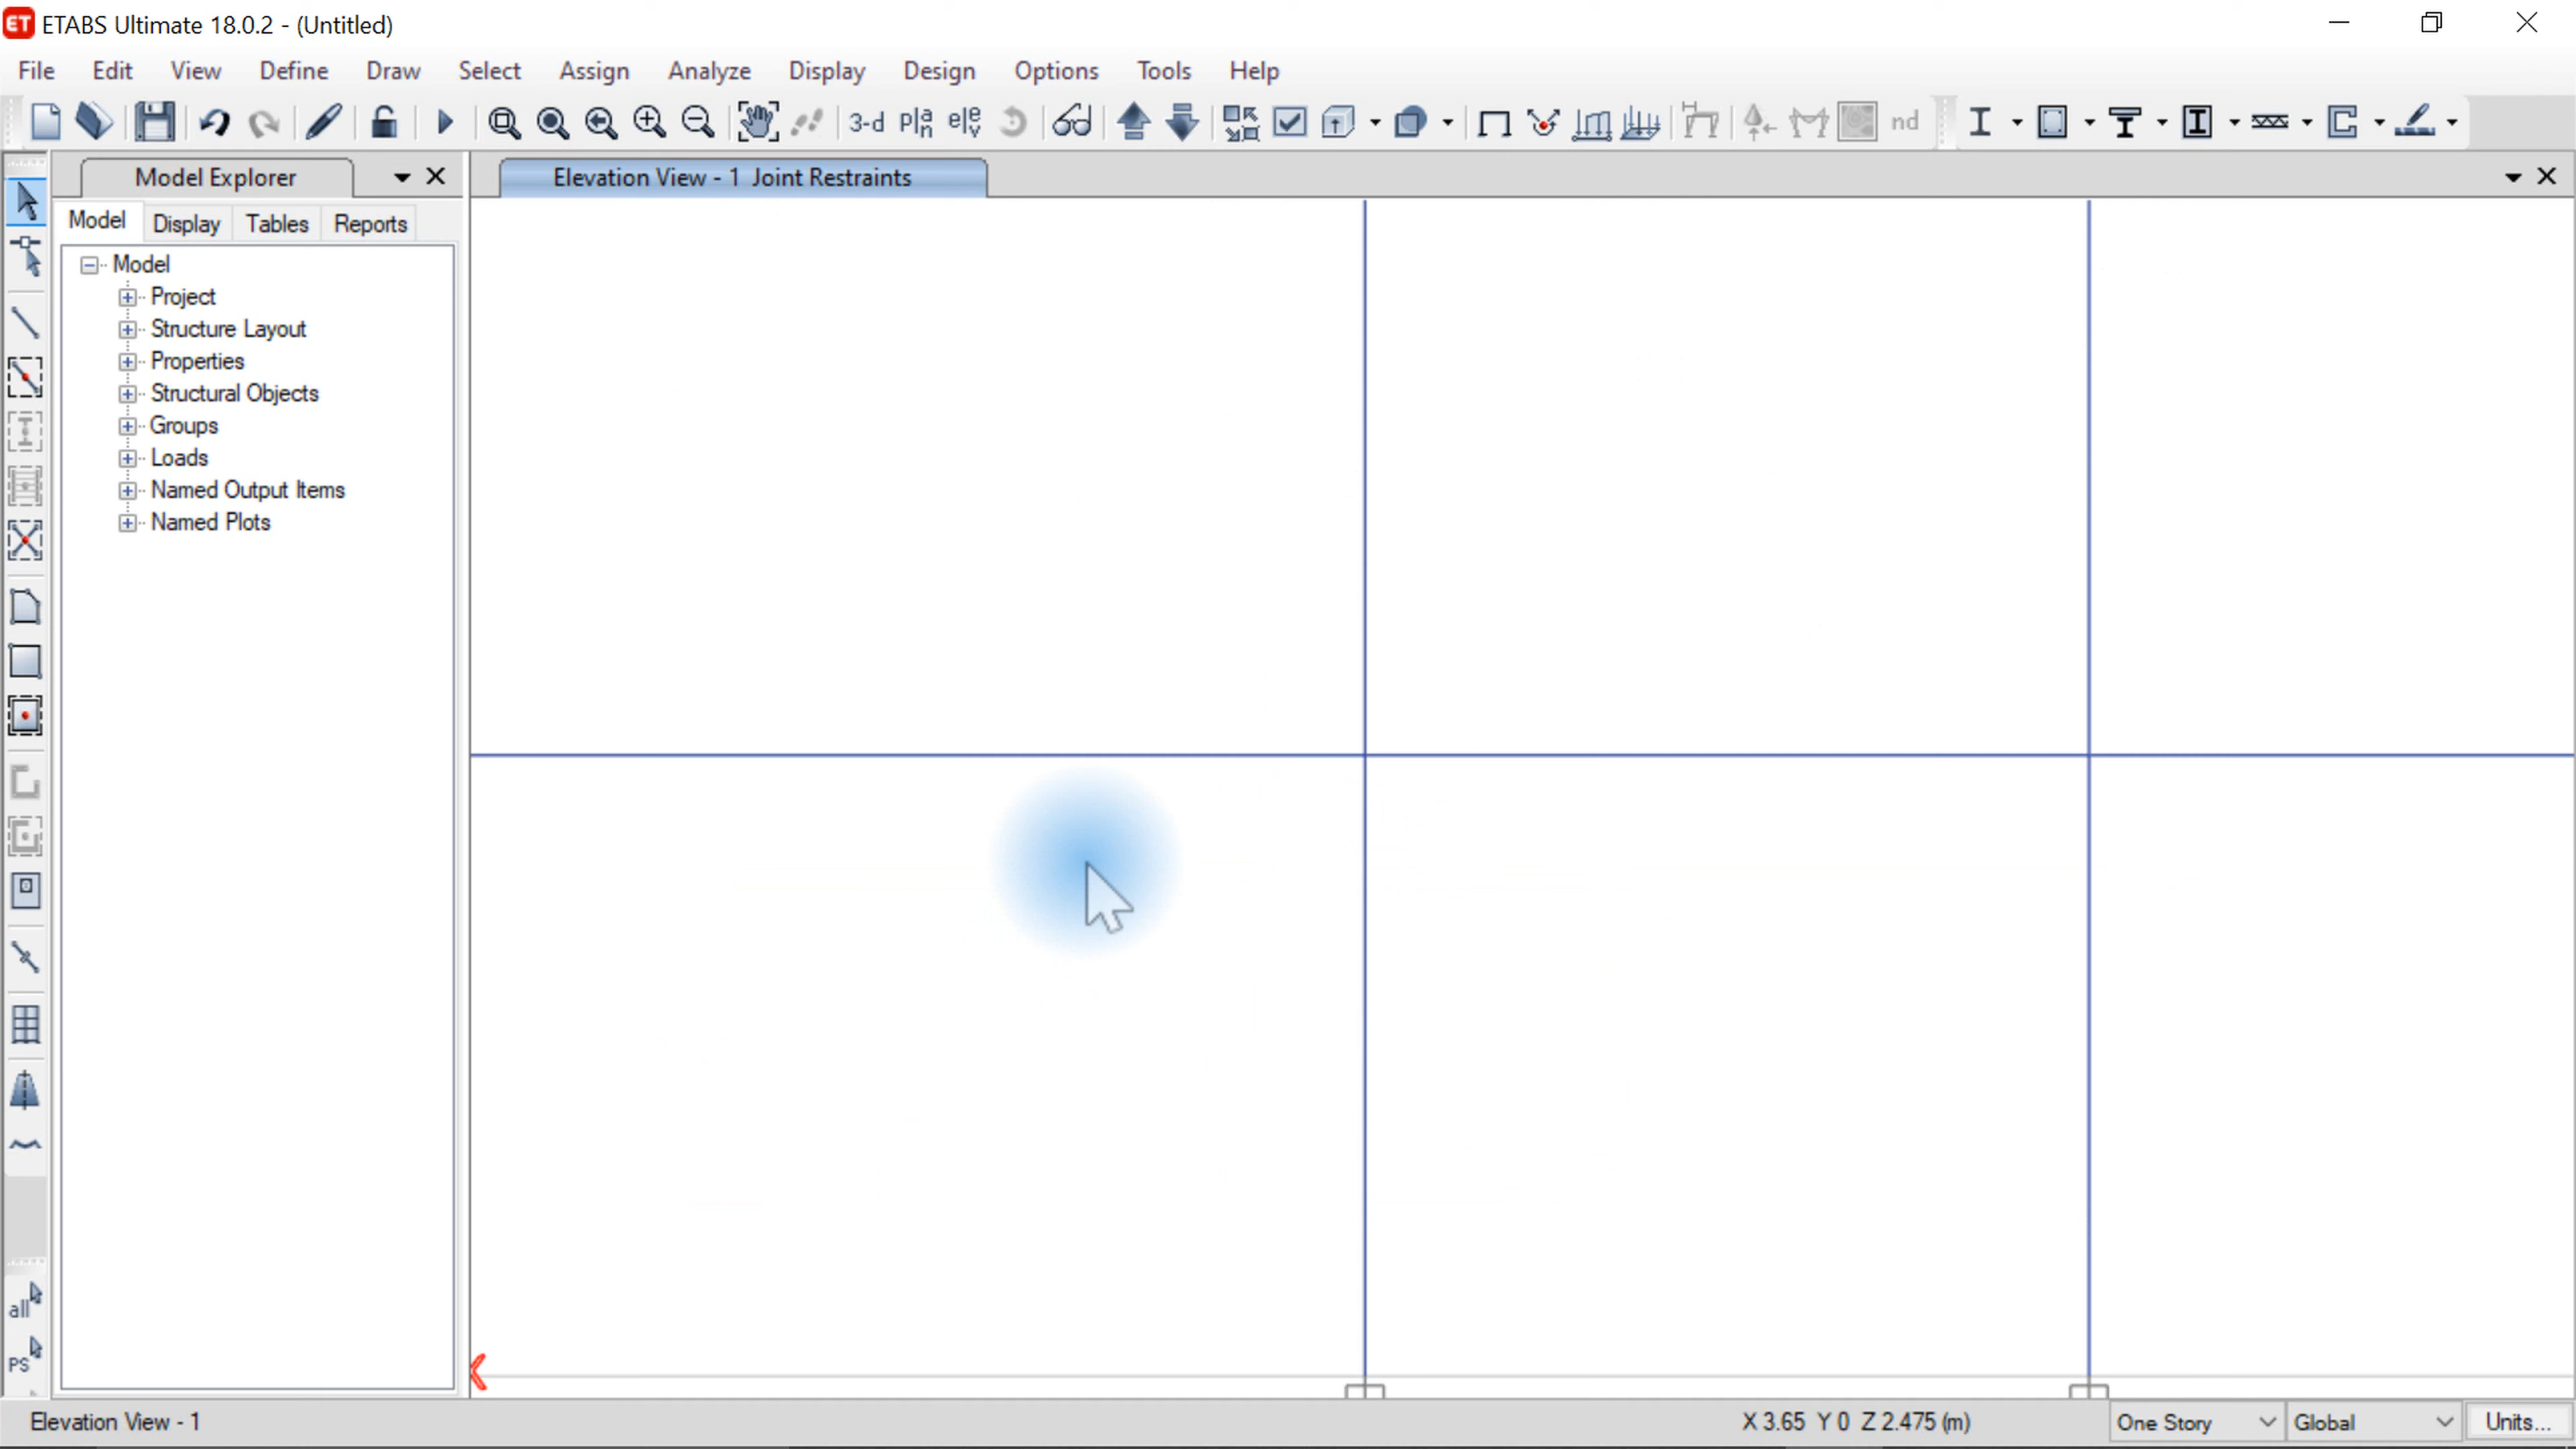 ET ETABS Ultimate 18.0.2 - (Untitled)
File Edit View Define Draw Select Assign Analyze Display Design Options Tools Help
3-d pla n ele v nd
Model Explorer
Elevation View - 1 Joint Restraints
Model Display Tables Reports
Model
Project
Structure Layout
Properties
Structural Objects
Groups
Loads
Named Output Items
Named Plots
all
PS
Elevation View - 1
X 3.65 Y 0 Z 2.475 (m)
One Story
Global
Units...